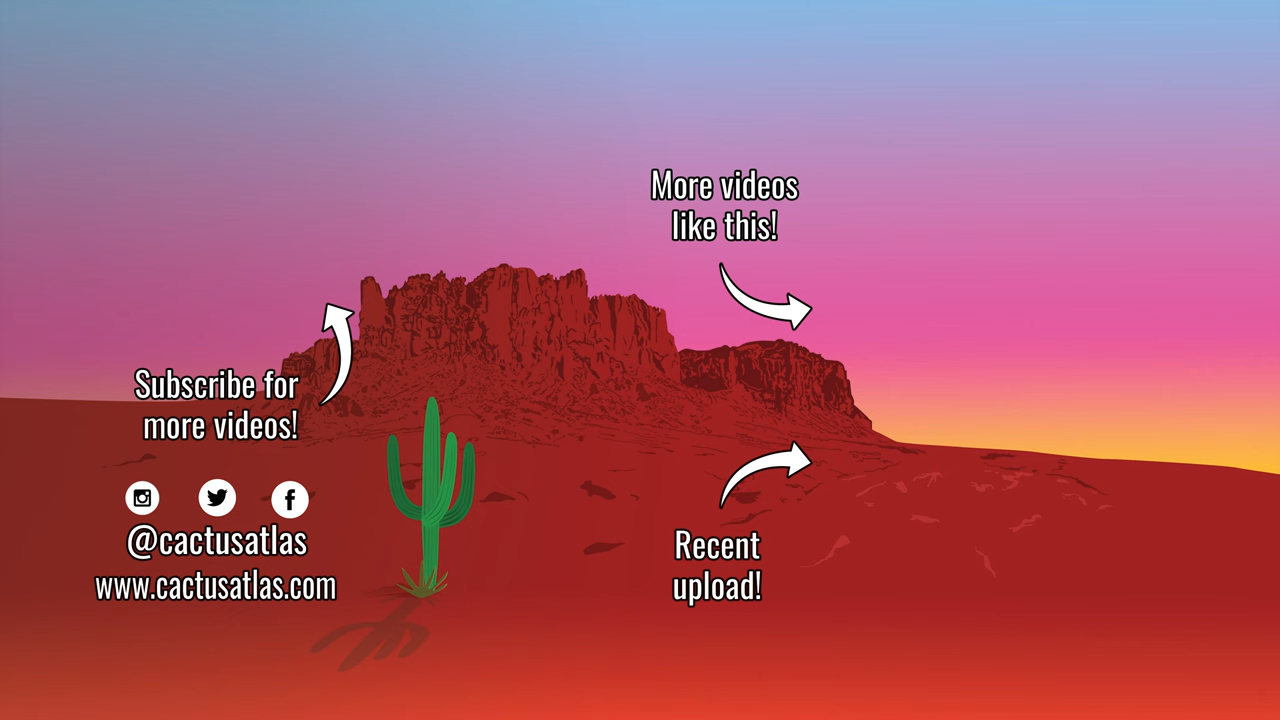 More videos
like this!
Subscribe for
more videos!
@cactusatlas
www.cactusatlas.com
Recent
upload!